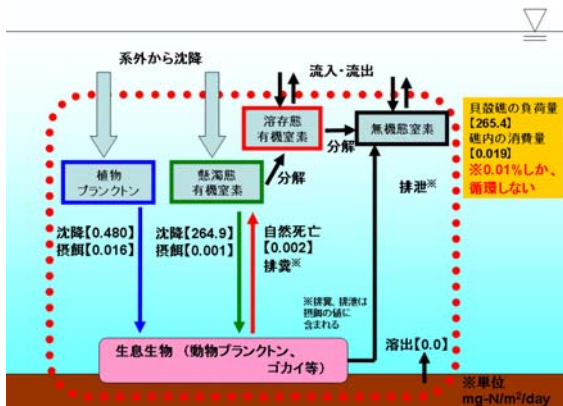 系外から沈降
流入・流出
溶存態
有機窒素
無機態窒素
分解
植物
プランクトン
懸濁態
有機窒素
分解
排泄※
貝殻礁の負荷量
【265.4】
礁内の消費量
【0.019】
※0.01%しか、
循環しない
沈降【0.480】
摂餌【0.016】
沈降【264.9】
摂餌【0.001】
自然死亡
【0.002】
排糞※
※排糞、排泄は
摂餌の値に
含まれる
生息生物 （動物プランクトン、
ゴカイ等）
溶出【0.0】
※単位
mg-N/m²/day